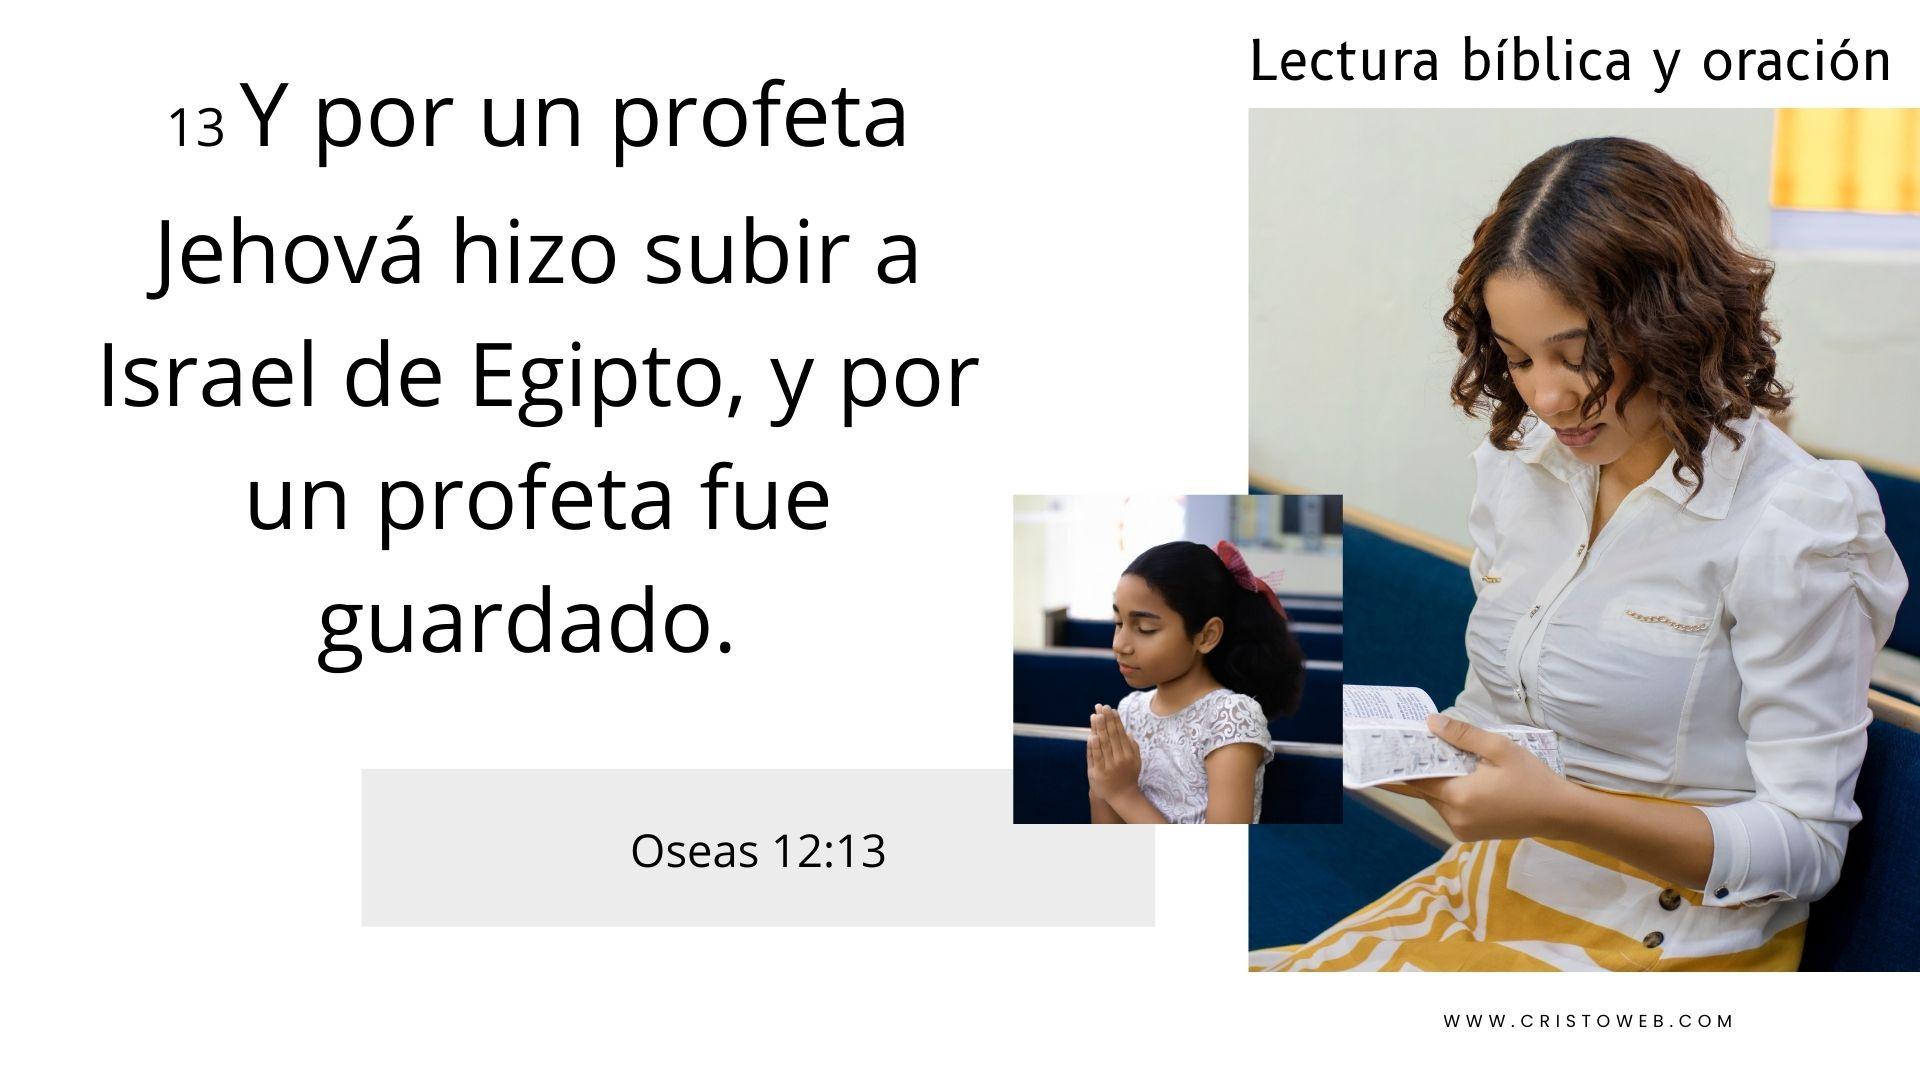 Lectura bíblica y oración
13 Y por un profeta
Jehová hizo subir a
Israel de Egipto, y por
un profeta fue
guardado.
Oseas 12:13
WWW.CRISTOWEB.COM